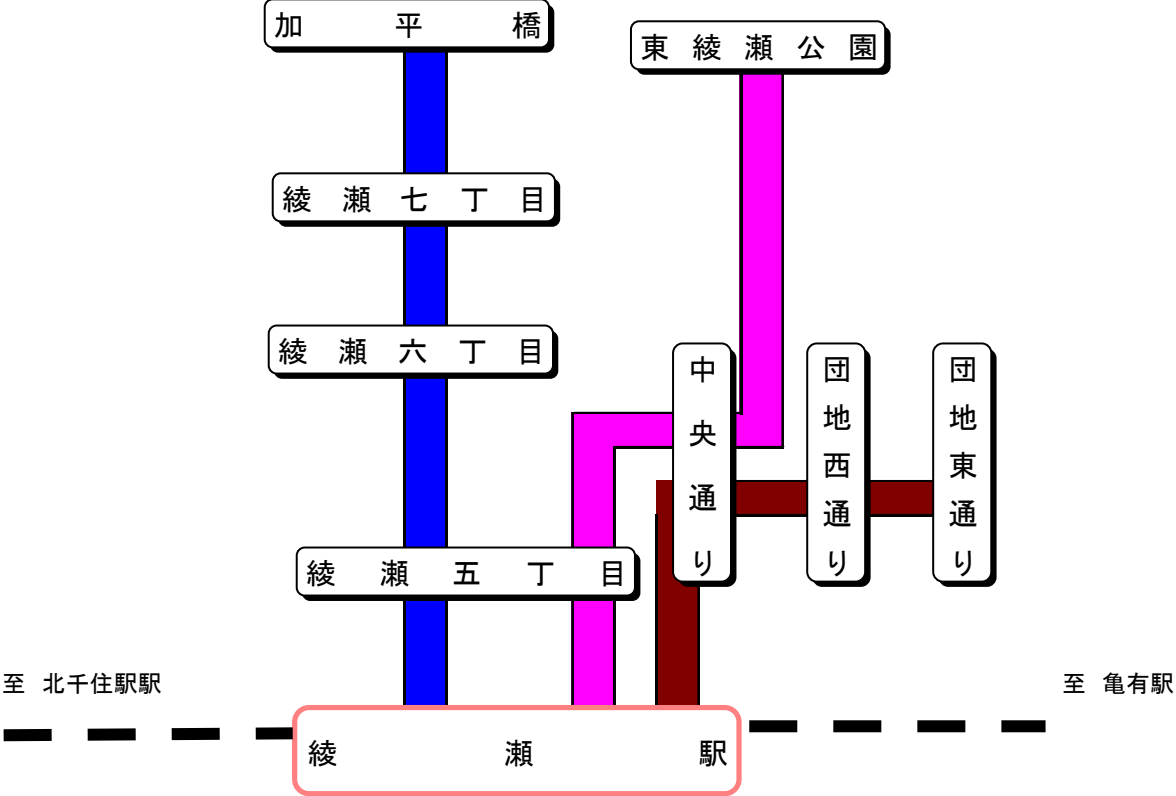 加平橋
東綾瀬公園
綾瀬七丁目
綾瀬六丁目
中央通り
団地西通り
団地東通り
綾瀬五丁目
至 北千住駅駅
至 亀有駅
綾瀬駅